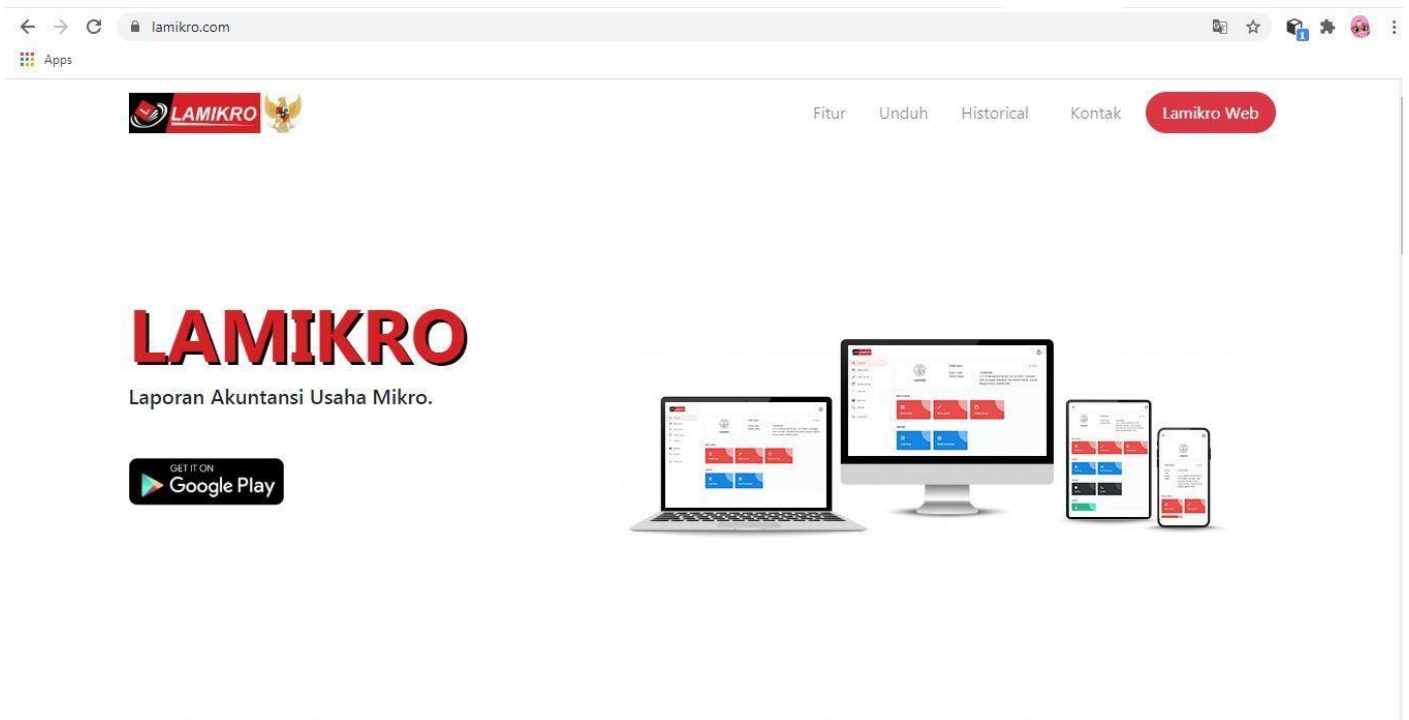 lamikro.com
Apps
LAMIKRO
Fitur Unduh Historical Kontak Lamikro Web
LAMIKRO
Laporan Akuntansi Usaha Mikro.
GET IT ON
Google Play